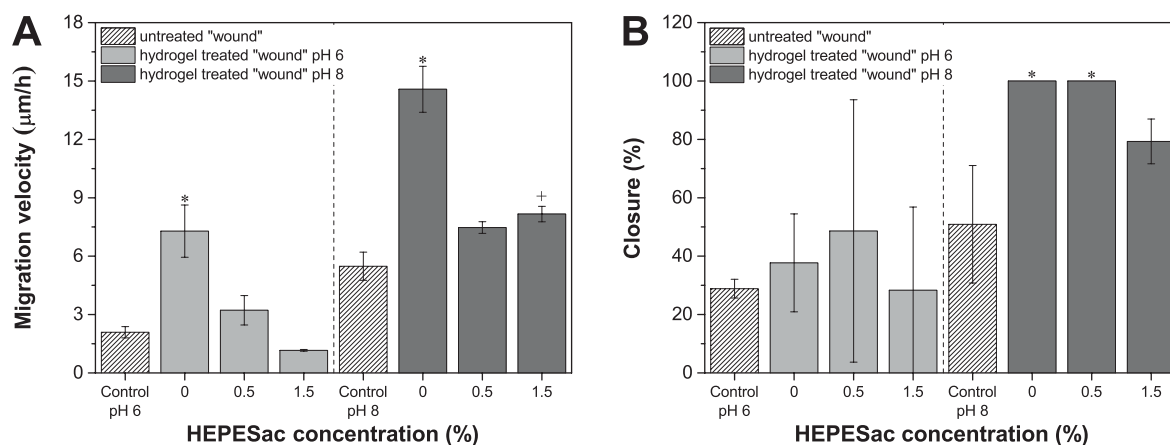 A
untreated "wound"
hydrogel treated "wound" pH 6
hydrogel treated "wound" pH 8
Migration velocity (μm/h)
18
15
12
9
6
3
0
*
*
+
Control
pH 6
0
0.5
1.5
Control
pH 8
0
0.5
1.5
HEPESac concentration (%)
B
untreated "wound"
hydrogel treated "wound" pH 6
hydrogel treated "wound" pH 8
Closure (%)
120
100
80
60
40
20
0
*
*
Control
pH 6
0
0.5
1.5
Control
pH 8
0
0.5
1.5
HEPESac concentration (%)